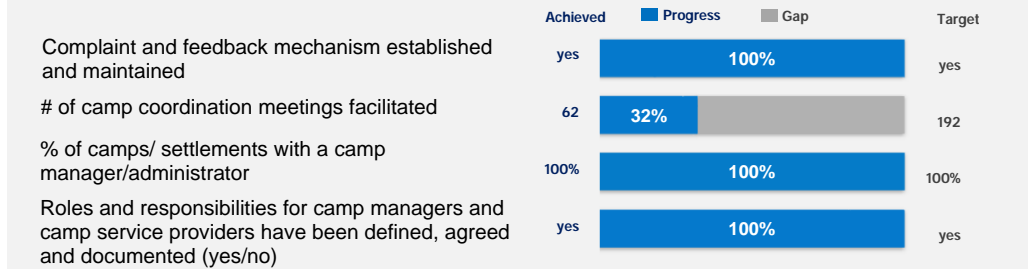 Achieved Progress Gap Target
Complaint and feedback mechanism established
and maintained
yes 100% yes
# of camp coordination meetings facilitated
62 32% 192
% of camps/ settlements with a camp
manager/administrator
100% 100% 100%
Roles and responsibilities for camp managers and
camp service providers have been defined, agreed
and documented (yes/no)
yes 100% yes